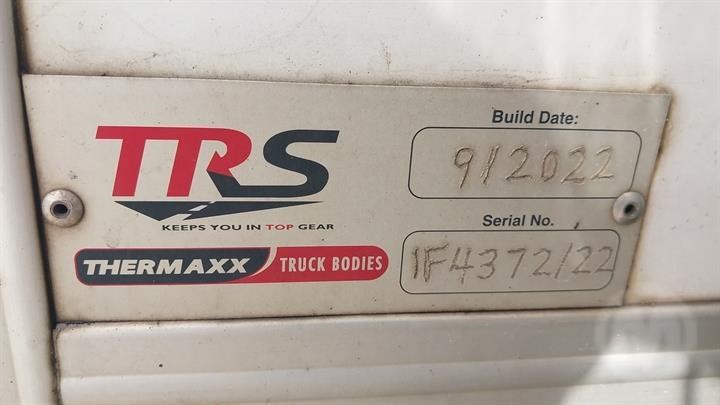 TRS
KEEPS YOU IN TOP GEAR
THERMAXX TRUCK BODIES
Build Date:
9/2022
Serial No.
1F4372/22